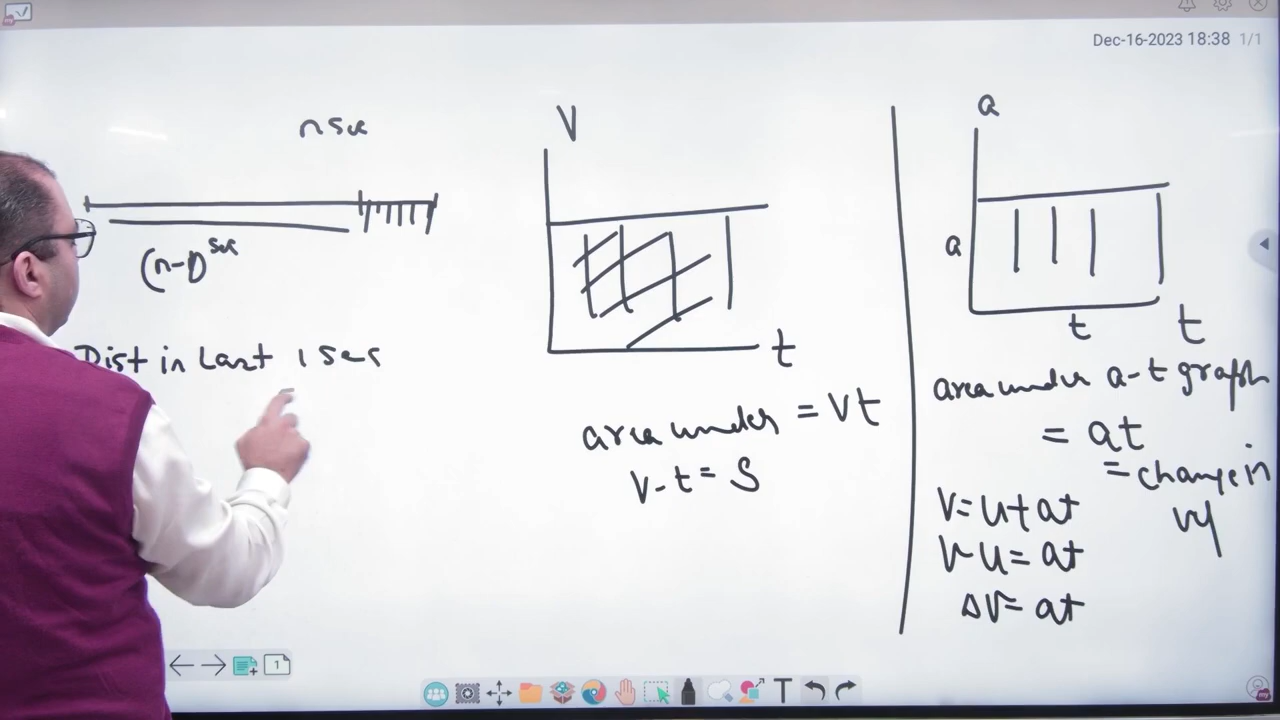 Dec-16-2023 18:38 1/1
n sec
(n-1) sec
Dist in Last 1 sec
V
t
area under = vt
v-t = S
a
a
t
t
area under a-t graph
= at
= change in
V = u+at
V-u = at
ΔV = at
1
T